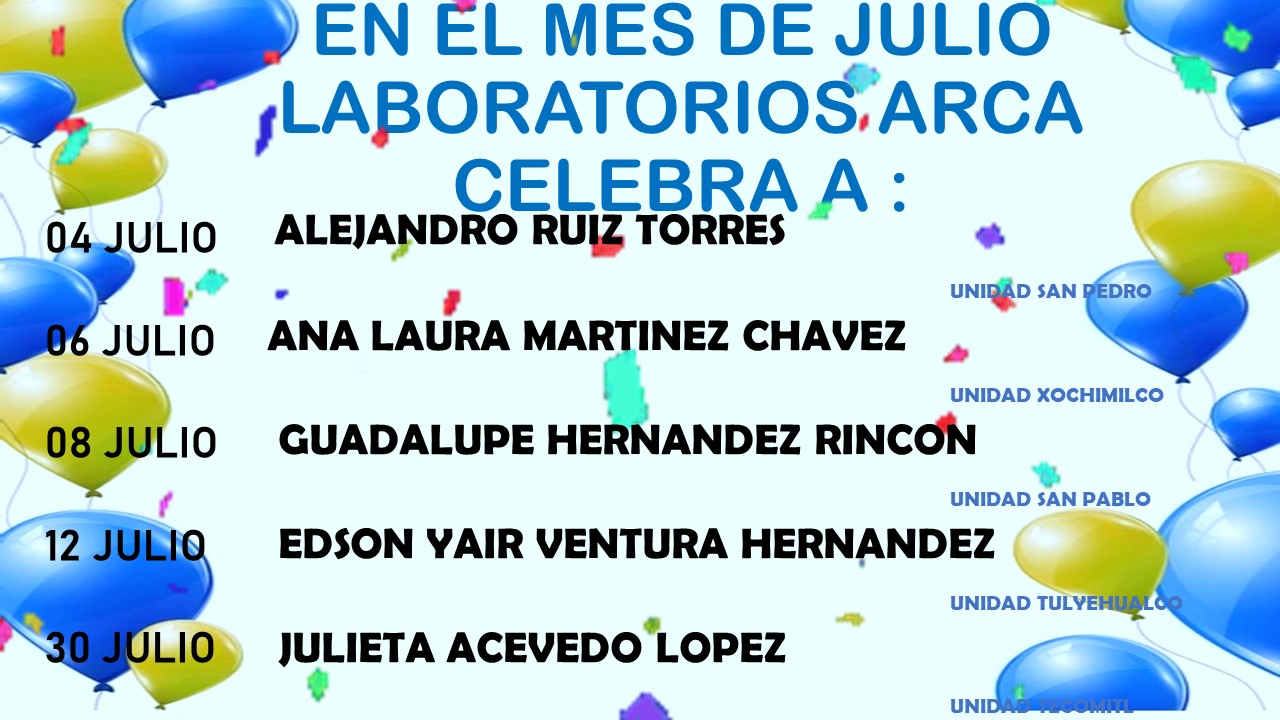 EN EL MES DE JULIO
LABORATORIOS ARCA
CELEBRA A :
04 JULIO ALEJANDRO RUIZ TORRES
UNIDAD SAN PEDRO
06 JULIO ANA LAURA MARTINEZ CHAVEZ
UNIDAD XOCHIMILCO
08 JULIO GUADALUPE HERNANDEZ RINCON
UNIDAD SAN PABLO
12 JULIO EDSON YAIR VENTURA HERNANDEZ
UNIDAD TULYEHUALCO
30 JULIO JULIETA ACEVEDO LOPEZ
UNIDAD TECOMITL